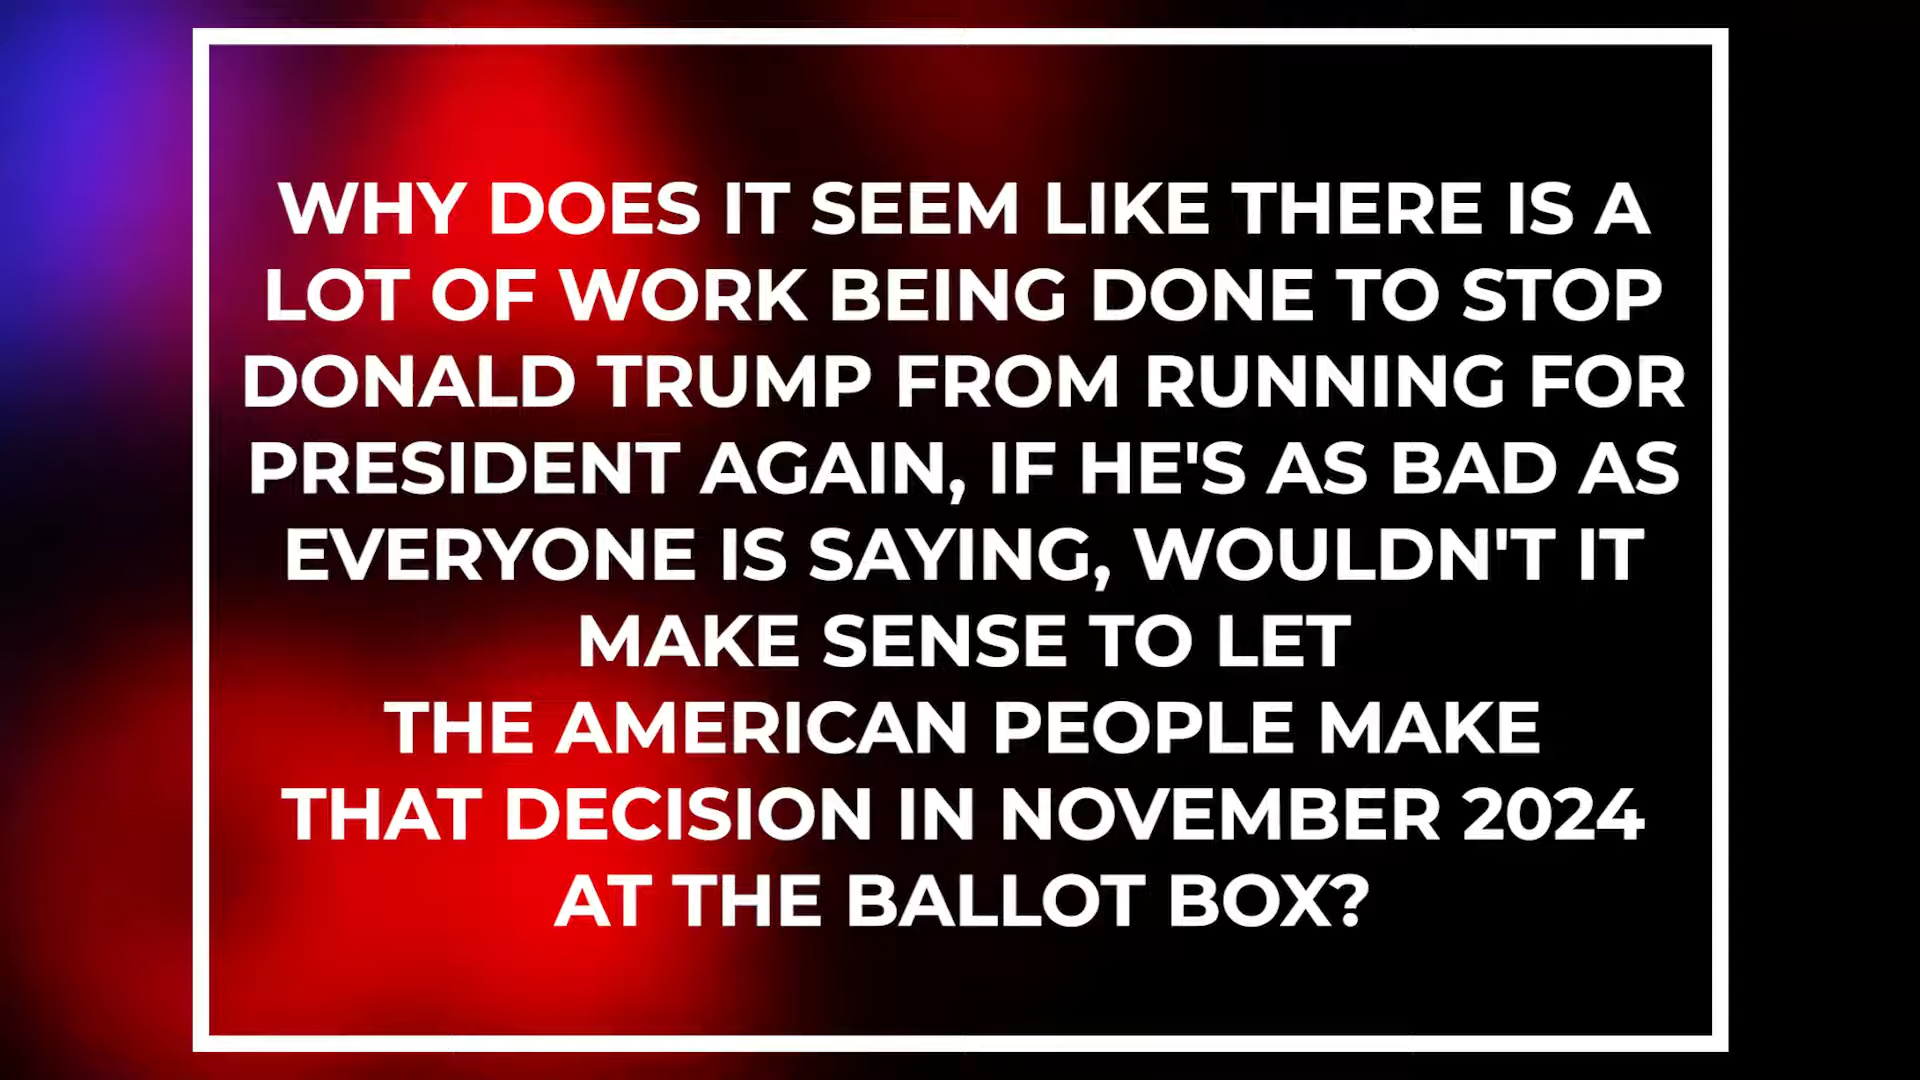 WHY DOES IT SEEM LIKE THERE IS A
LOT OF WORK BEING DONE TO STOP
DONALD TRUMP FROM RUNNING FOR
PRESIDENT AGAIN, IF HE'S AS BAD AS
EVERYONE IS SAYING, WOULDN'T IT
MAKE SENSE TO LET
THE AMERICAN PEOPLE MAKE
THAT DECISION IN NOVEMBER 2024
AT THE BALLOT BOX?